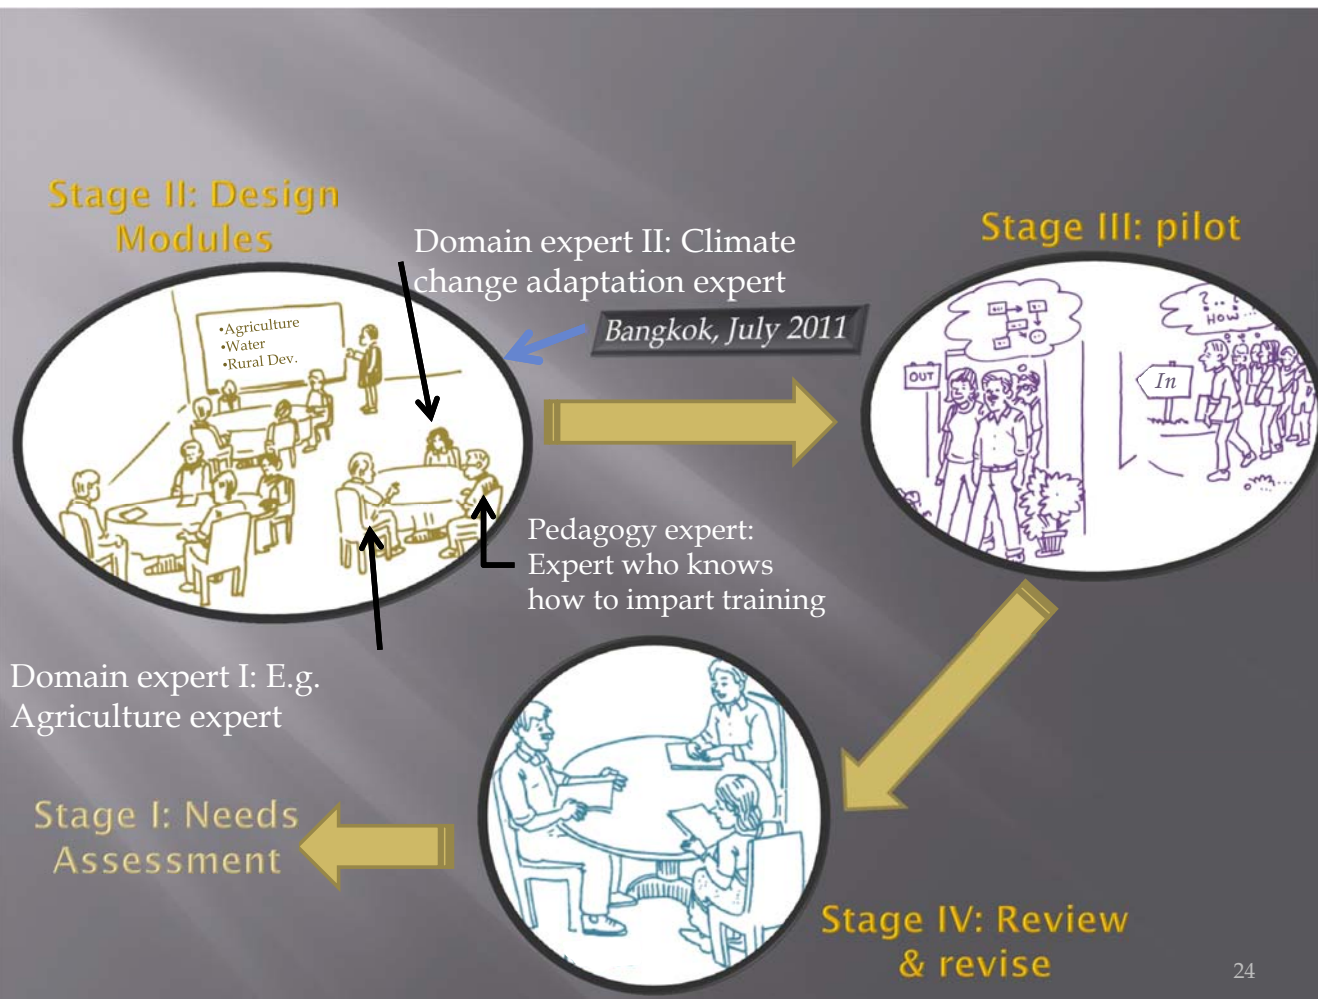 Stage II: Design
Modules
Domain expert II: Climate
change adaptation expert
Bangkok, July 2011
Stage III: pilot
•Agriculture
•Water
•Rural Dev.
?..
HOW...
OUT
In
Pedagogy expert:
Expert who knows
how to impart training
Domain expert I: E.g.
Agriculture expert
Stage I: Needs
Assessment
Stage IV: Review
& revise
24